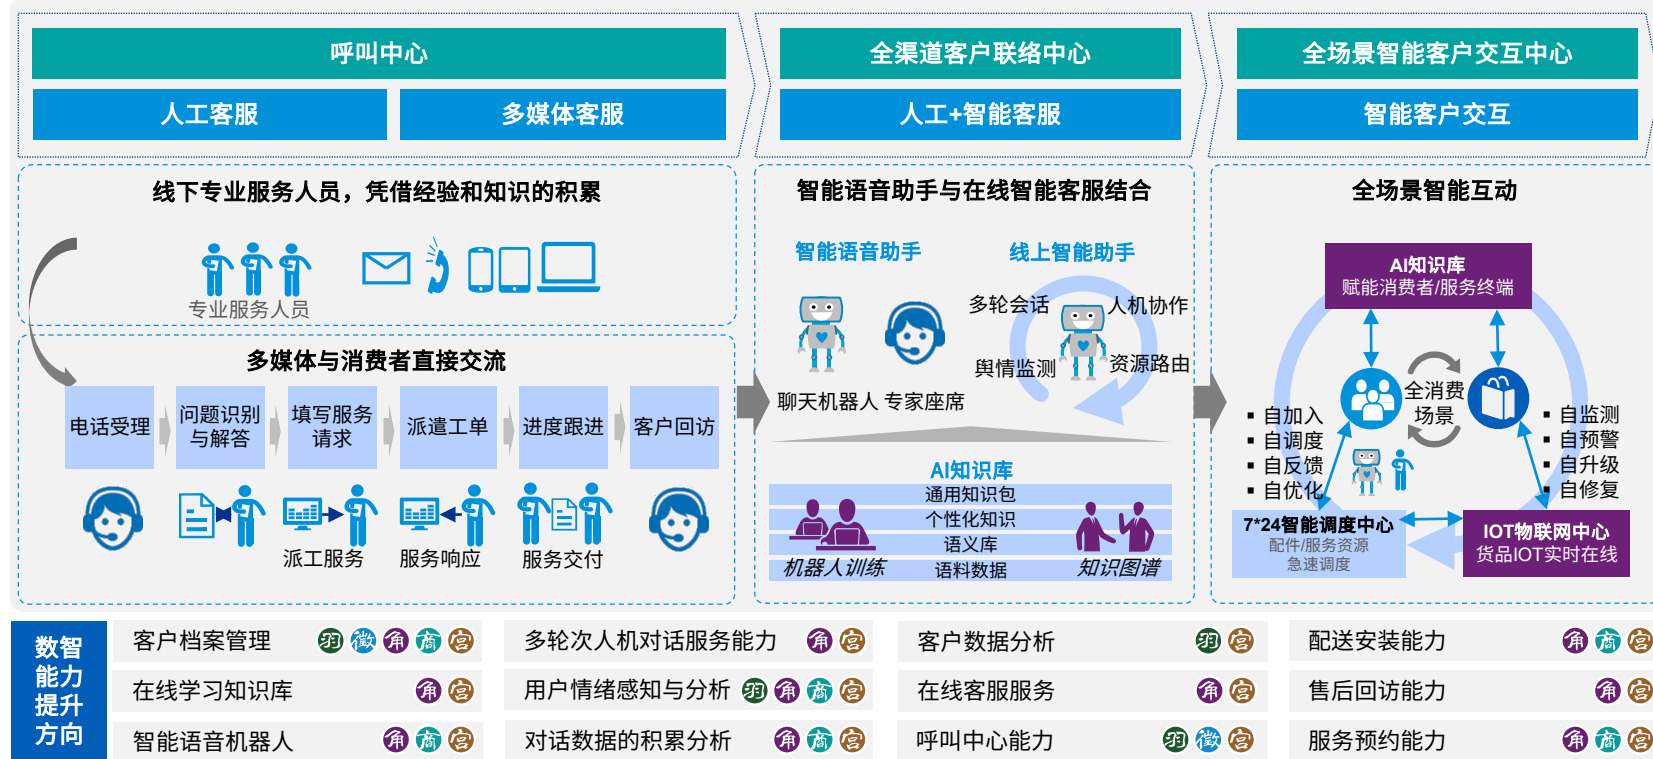 呼叫中心
人工客服
多媒体客服
全渠道客户联络中心
人工+智能客服
全场景智能客户交互中心
智能客户交互
线下专业服务人员，凭借经验和知识的积累
专业服务人员
多媒体与消费者直接交流
电话受理
问题识别
与解答
填写服务
请求
派遣工单
进度跟进
客户回访
派工服务
服务响应
服务交付
智能语音助手与在线智能客服结合
智能语音助手
线上智能助手
多轮会话
人机协作
舆情监测
资源路由
聊天机器人
专家座席
AI知识库
通用知识包
个性化知识
语义库
语料数据
机器人训练
知识图谱
全场景智能互动
AI知识库
赋能消费者/服务终端
全消费
场景
▪ 自加入
▪ 自调度
▪ 自反馈
▪ 自优化
▪ 自监测
▪ 自预警
▪ 自升级
▪ 自修复
7*24智能调度中心
配件/服务资源
急速调度
IOT物联网中心
货品IOT实时在线
数智
能力
提升
方向
客户档案管理 羽 徵 角 商 宫
多轮次人机对话服务能力 角 宫
客户数据分析 羽 宫
配送安装能力 角 商 宫
在线学习知识库 角 宫
用户情绪感知与分析 羽 角 商 宫
在线客服服务 角 宫
售后回访能力 角 宫
智能语音机器人 角 商 宫
对话数据的积累分析 角 商 宫
呼叫中心能力 羽 徵 宫
服务预约能力 角 商 宫